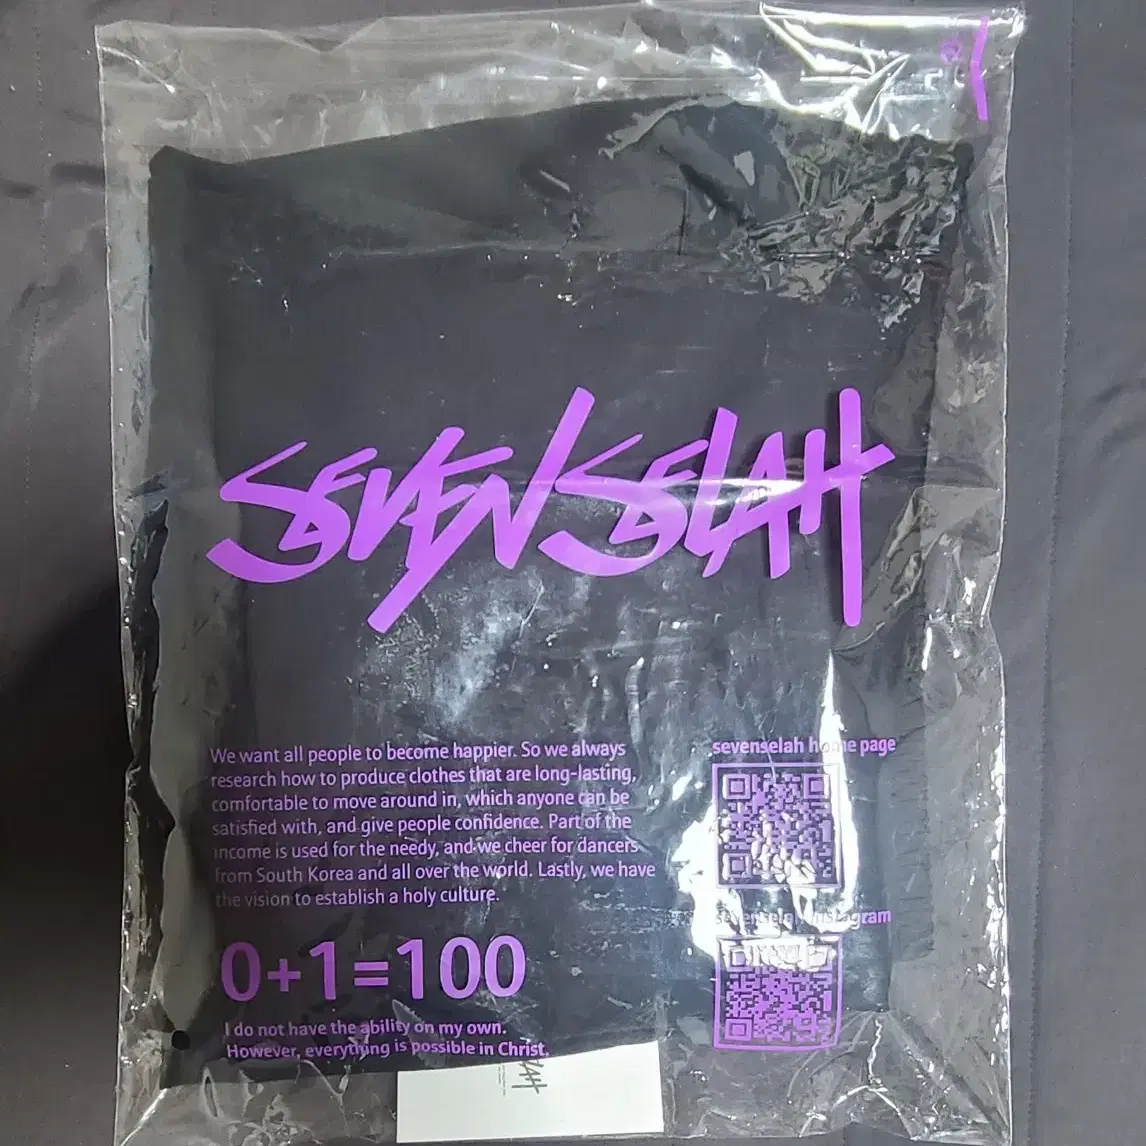 SEVENSELAH
We want all people to become happier. So we always
research how to produce clothes that are long-lasting,
comfortable to move around in, which anyone can be
satisfied with, and give people confidence. Part of the
income is used for the needy, and we cheer for dancers
from South Korea and all over the world. Lastly, we have
the vision to establish a holy culture.
0+1=100
I do not have the ability on my own.
However, everything is possible in Christ.
sevenselah home page
sevenselah instagram